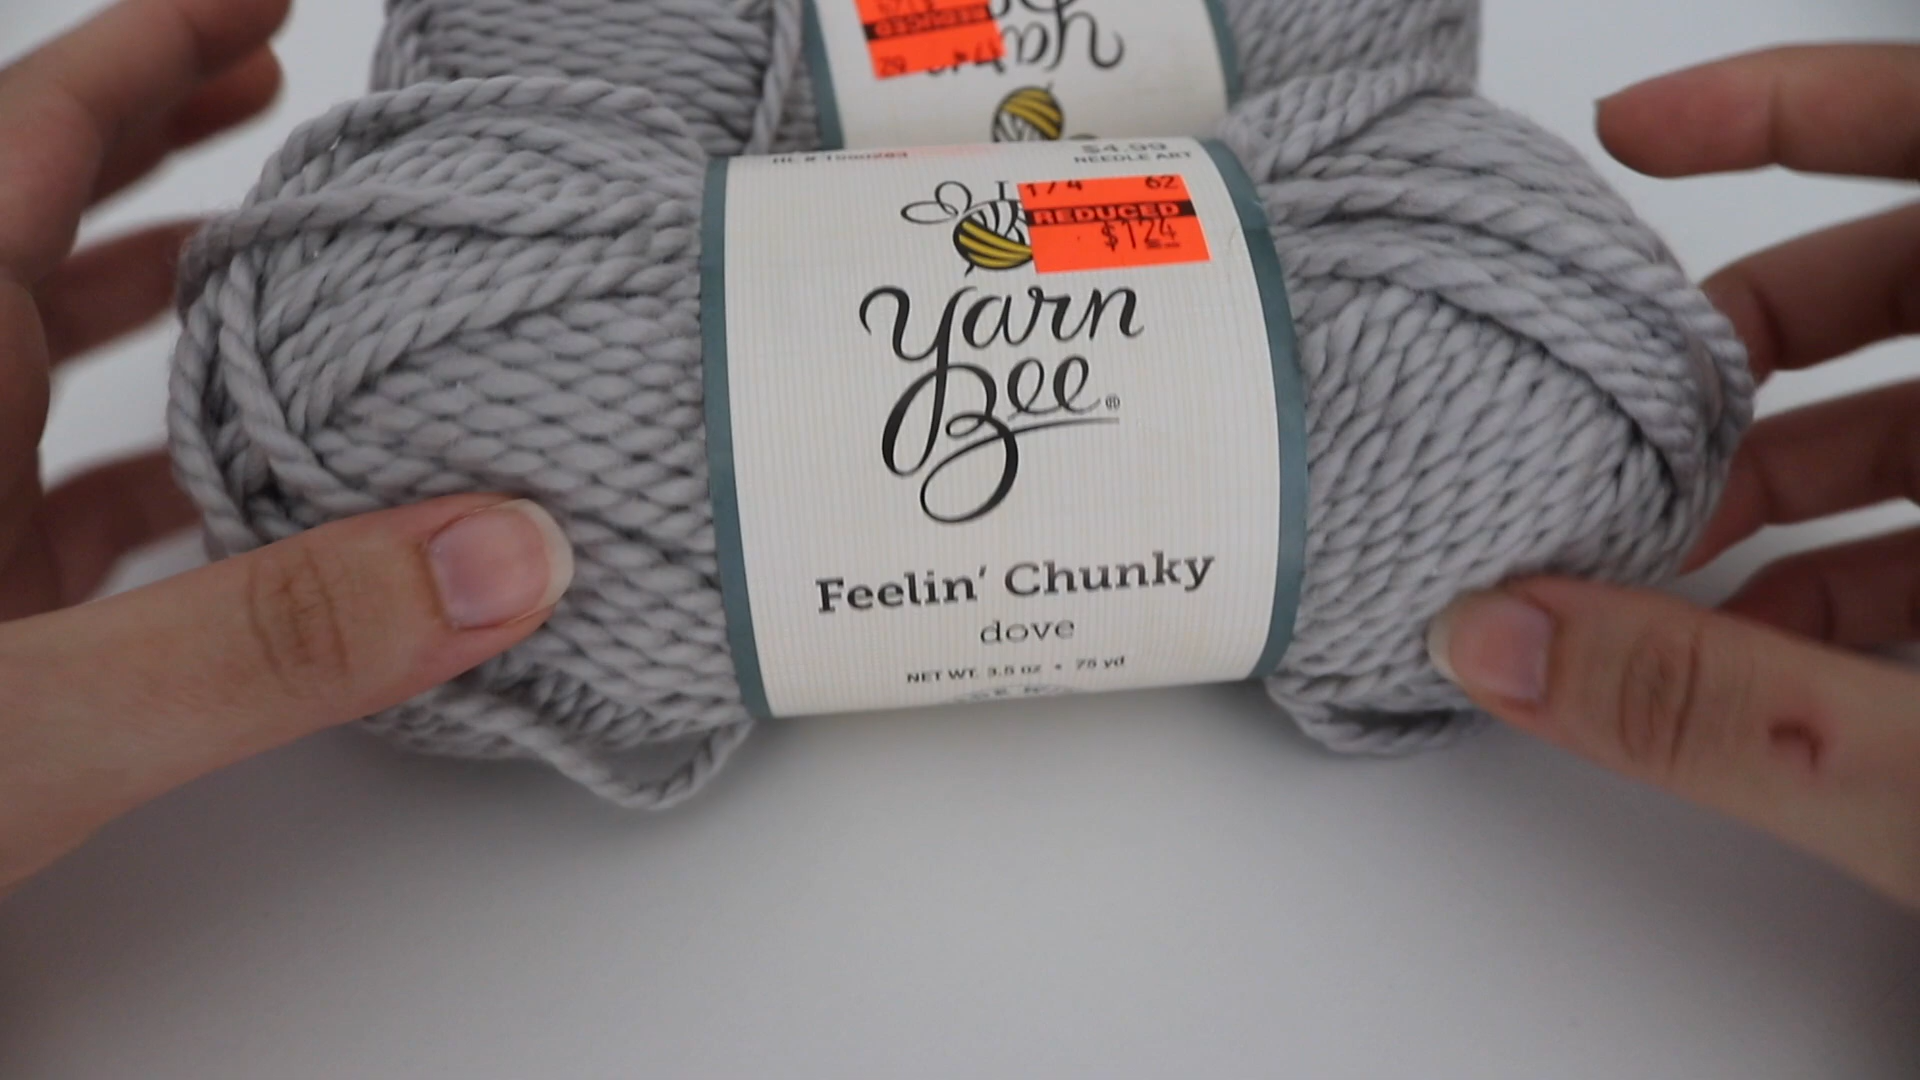 $4.99
NEEDLE ART
1/4 62
REDUCED
$1.24
Yarn
Bee®
Feelin' Chunky
dove
NET WT. 3.5 oz • 75 yd